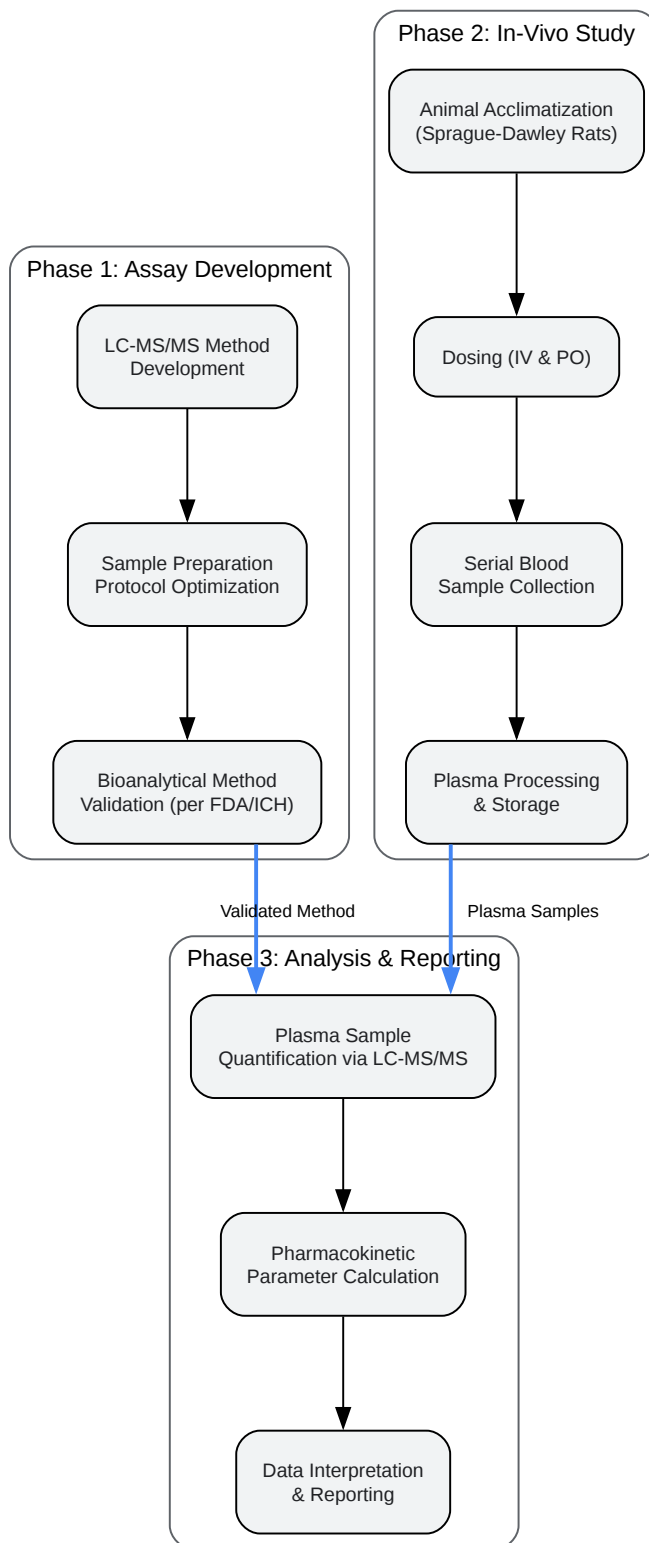 Phase 2: In-Vivo Study
Animal Acclimatization
(Sprague-Dawley Rats)
Dosing (IV & PO)
Serial Blood
Sample Collection
Plasma Processing
& Storage
Phase 1: Assay Development
LC-MS/MS Method
Development
Sample Preparation
Protocol Optimization
Bioanalytical Method
Validation (per FDA/ICH)
Validated Method
Plasma Samples
Phase 3: Analysis & Reporting
Plasma Sample
Quantification via LC-MS/MS
Pharmacokinetic
Parameter Calculation
Data Interpretation
& Reporting